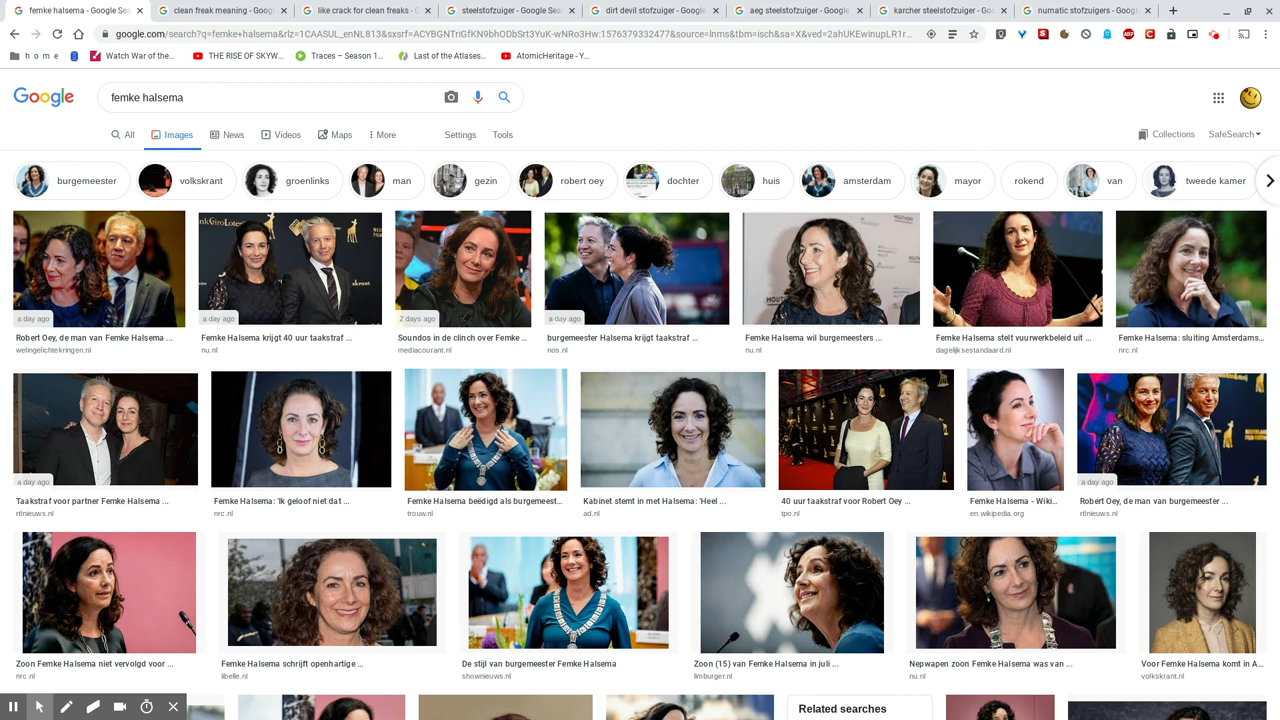 femke halsema - Google Sea
clean freak meaning - Googl
like crack for clean freaks - G
steelstofzuiger - Google Sear
dirt devil stofzuiger - Google
aeg steelstofzuiger - Google
karcher steelstofzuiger - Goo
numatic stofzuigers - Google
google.com/search?q=femke+halsema&rlz=1CAASUL_enNL813&sxsrf=ACYBGNTriGfKN9bhODbSrt3YuK-wNRo3Hw:1576379332477&source=lnms&tbm=isch&sa=X&ved=2ahUKEwinupLR1r...
h o m e
Watch War of the...
THE RISE OF SKYW...
Traces – Season 1...
Last of the Atlases...
AtomicHeritage - Y...
Google
femke halsema
All
Images
News
Videos
Maps
More
Settings
Tools
Collections
SafeSearch
burgemeester
volkskrant
groenlinks
man
gezin
robert oey
dochter
huis
amsterdam
mayor
rokend
van
tweede kamer
a day ago
a day ago
2 days ago
a day ago
Robert Oey, de man van Femke Halsema ...
welingelichtekringen.nl
Femke Halsema krijgt 40 uur taakstraf ...
nu.nl
Soundos in de clinch over Femke ...
mediacourant.nl
burgemeester Halsema krijgt taakstraf ...
nos.nl
Femke Halsema wil burgemeesters ...
nu.nl
Femke Halsema stelt vuurwerkbeleid uit ...
dagelijksestandaard.nl
Femke Halsema: sluiting Amsterdams...
nrc.nl
a day ago
a day ago
Taakstraf voor partner Femke Halsema ...
rtlnieuws.nl
Femke Halsema: 'Ik geloof niet dat ...
nrc.nl
Femke Halsema beëdigd als burgemeest...
trouw.nl
Kabinet stemt in met Halsema: 'Heel ...
ad.nl
40 uur taakstraf voor Robert Oey ...
tpo.nl
Femke Halsema - Wiki...
en.wikipedia.org
Robert Oey, de man van burgemeester ...
rtlnieuws.nl
Zoon Femke Halsema niet vervolgd voor ...
nrc.nl
Femke Halsema schrijft openhartige ...
libelle.nl
De stijl van burgemeester Femke Halsema
shownieuws.nl
Zoon (15) van Femke Halsema in juli ...
limburger.nl
Nepwapen zoon Femke Halsema was van ...
nu.nl
Voor Femke Halsema komt in A...
volkskrant.nl
Related searches